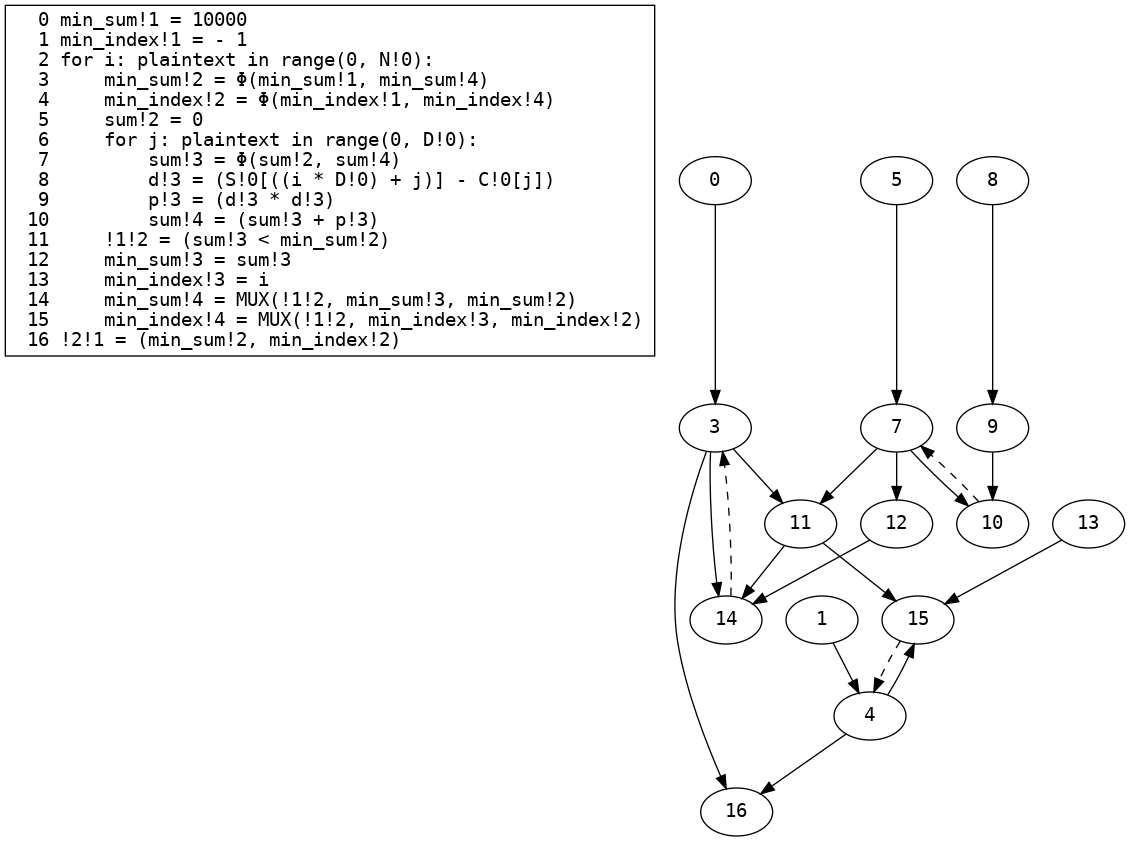 0 min_sum!1 = 10000
1 min_index!1 = - 1
2 for i: plaintext in range(0, N!0):
3     min_sum!2 = Φ(min_sum!1, min_sum!4)
4     min_index!2 = Φ(min_index!1, min_index!4)
5     sum!2 = 0
6     for j: plaintext in range(0, D!0):
7         sum!3 = Φ(sum!2, sum!4)
8         d!3 = (S!0[((i * D!0) + j)] - C!0[j])
9         p!3 = (d!3 * d!3)
10         sum!4 = (sum!3 + p!3)
11     !1!2 = (sum!3 < min_sum!2)
12     min_sum!3 = sum!3
13     min_index!3 = i
14     min_sum!4 = MUX(!1!2, min_sum!3, min_sum!2)
15     min_index!4 = MUX(!1!2, min_index!3, min_index!2)
16 !2!1 = (min_sum!2, min_index!2)
0
5
8
3
7
9
11
12
10
13
14
1
15
4
16